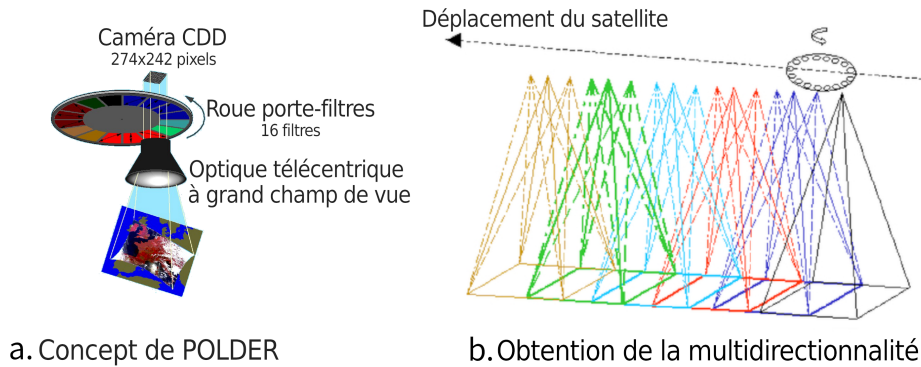 Caméra CDD
274x242 pixels
Roue porte-filtres
16 filtres
Optique télécentrique
à grand champ de vue
a. Concept de POLDER
Déplacement du satellite
b. Obtention de la multidirectionnalité